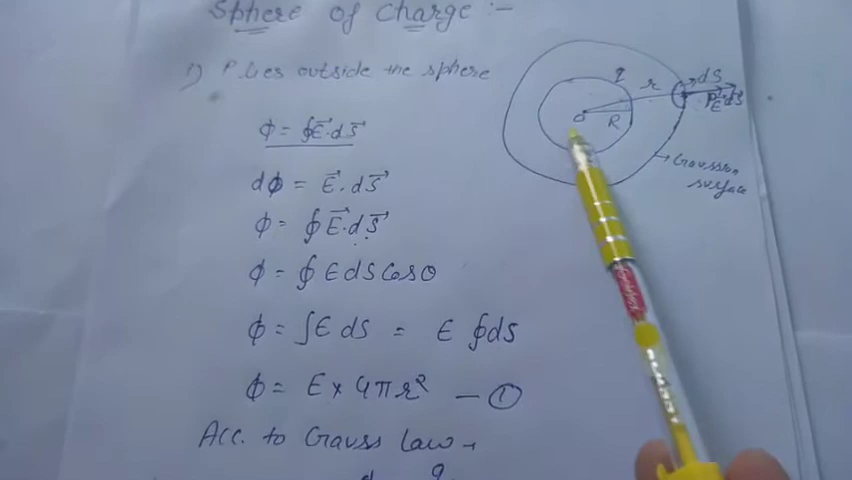 Sphere of Charge :-
1) P lies outside the sphere
ϕ = ∮E⃗.dS⃗
dϕ = E⃗.dS⃗
ϕ = ∮E⃗.dS⃗
ϕ = ∮ E dS Cosθ
ϕ = ∫E dS = E ∮dS
ϕ = E × 4πr² — ①
Acc. to Gauss Law →
ϕ q
q
r
dS
P E⃗ dS⃗
O
R
Gaussian
surface